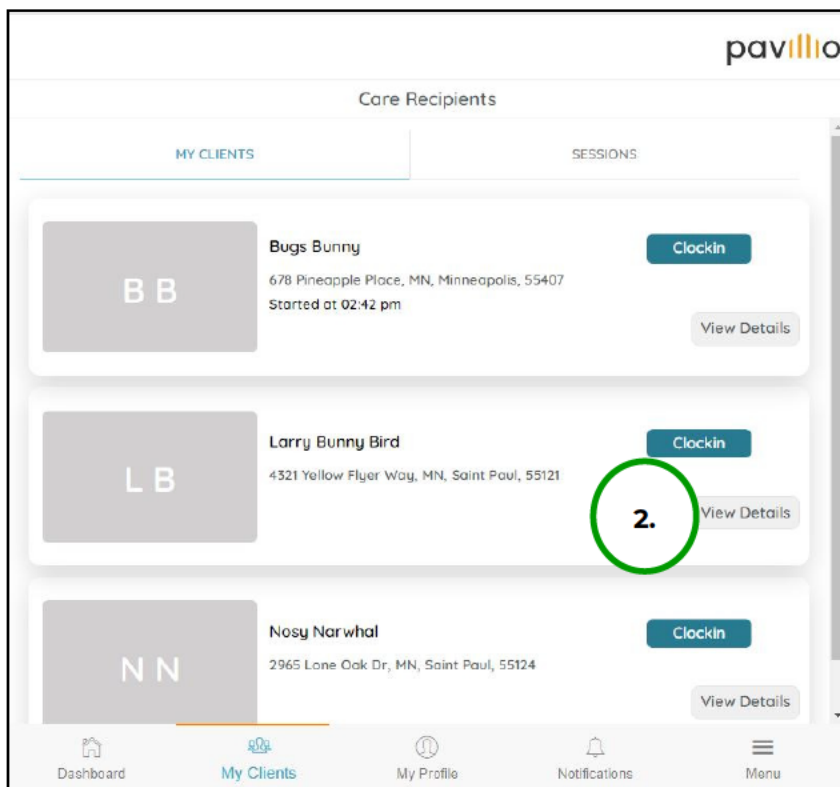 pavillio
Care Recipients
MY CLIENTS
SESSIONS
B B
Bugs Bunny
678 Pineapple Place, MN, Minneapolis, 55407
Started at 02:42 pm
Clockin
View Details
L B
Larry Bunny Bird
4321 Yellow Flyer Way, MN, Saint Paul, 55121
Clockin
2.
View Details
N N
Nosy Narwhal
2965 Lone Oak Dr, MN, Saint Paul, 55124
Clockin
View Details
Dashboard
My Clients
My Profile
Notifications
Menu